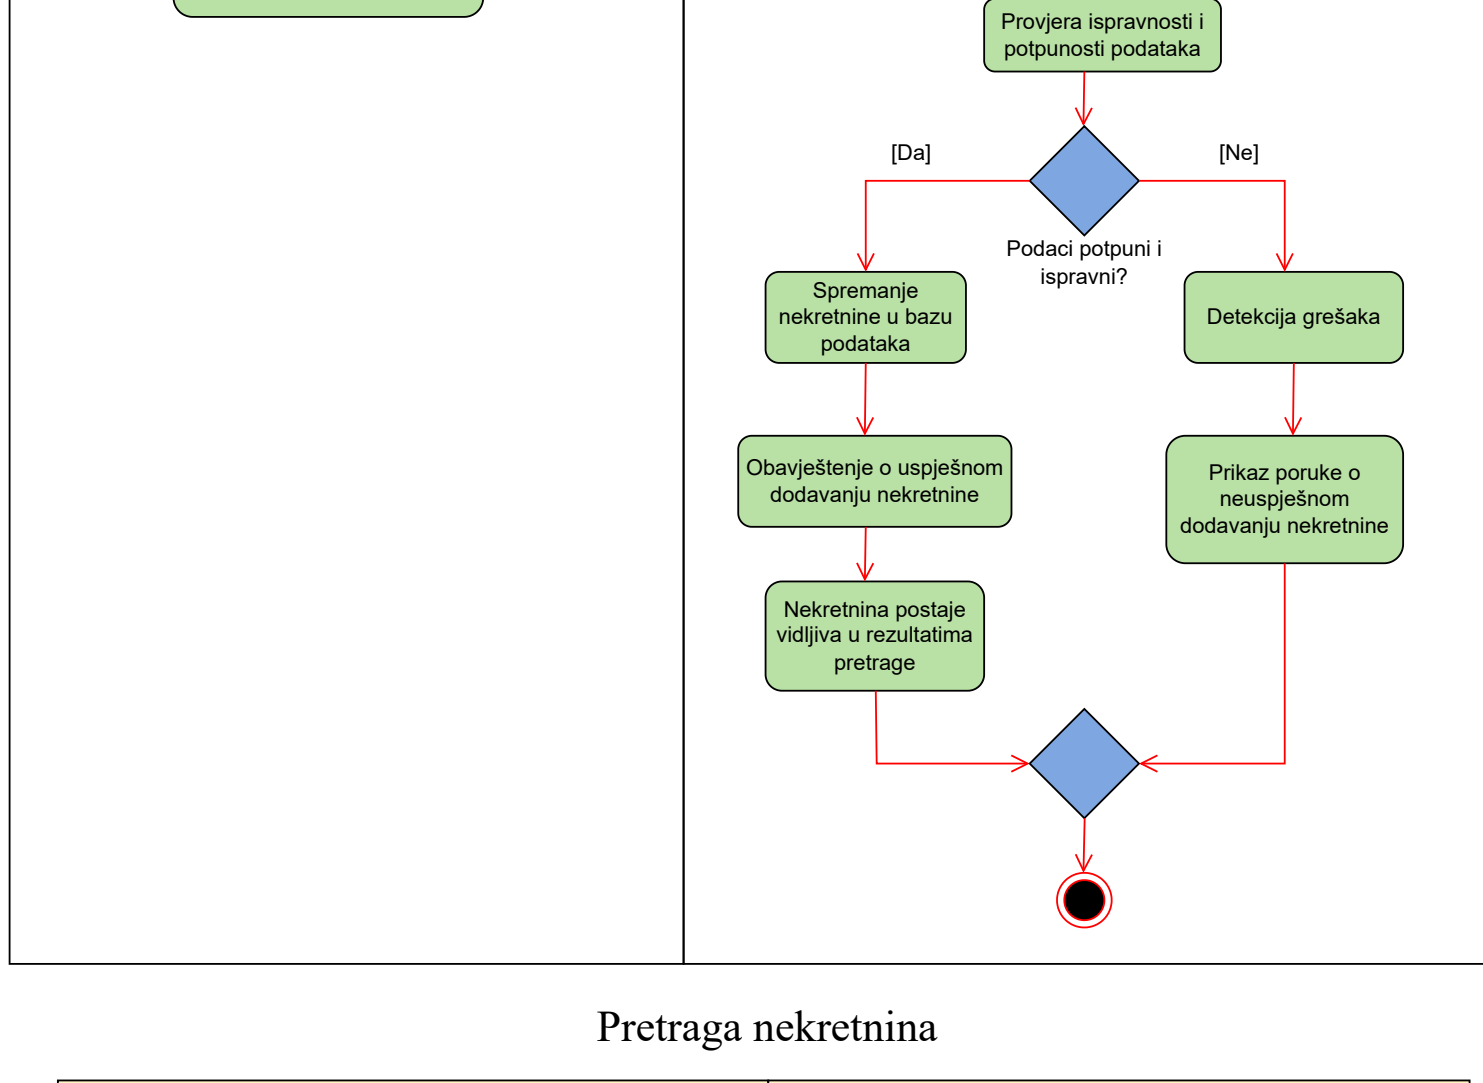 Provjera ispravnosti i
potpunosti podataka
[Da]
[Ne]
Podaci potpuni i
ispravni?
Spremanje
nekretnine u bazu
podataka
Detekcija grešaka
Obavještenje o uspješnom
dodavanju nekretnine
Prikaz poruke o
neuspješnom
dodavanju nekretnine
Nekretnina postaje
vidljiva u rezultatima
pretrage
Pretraga nekretnina